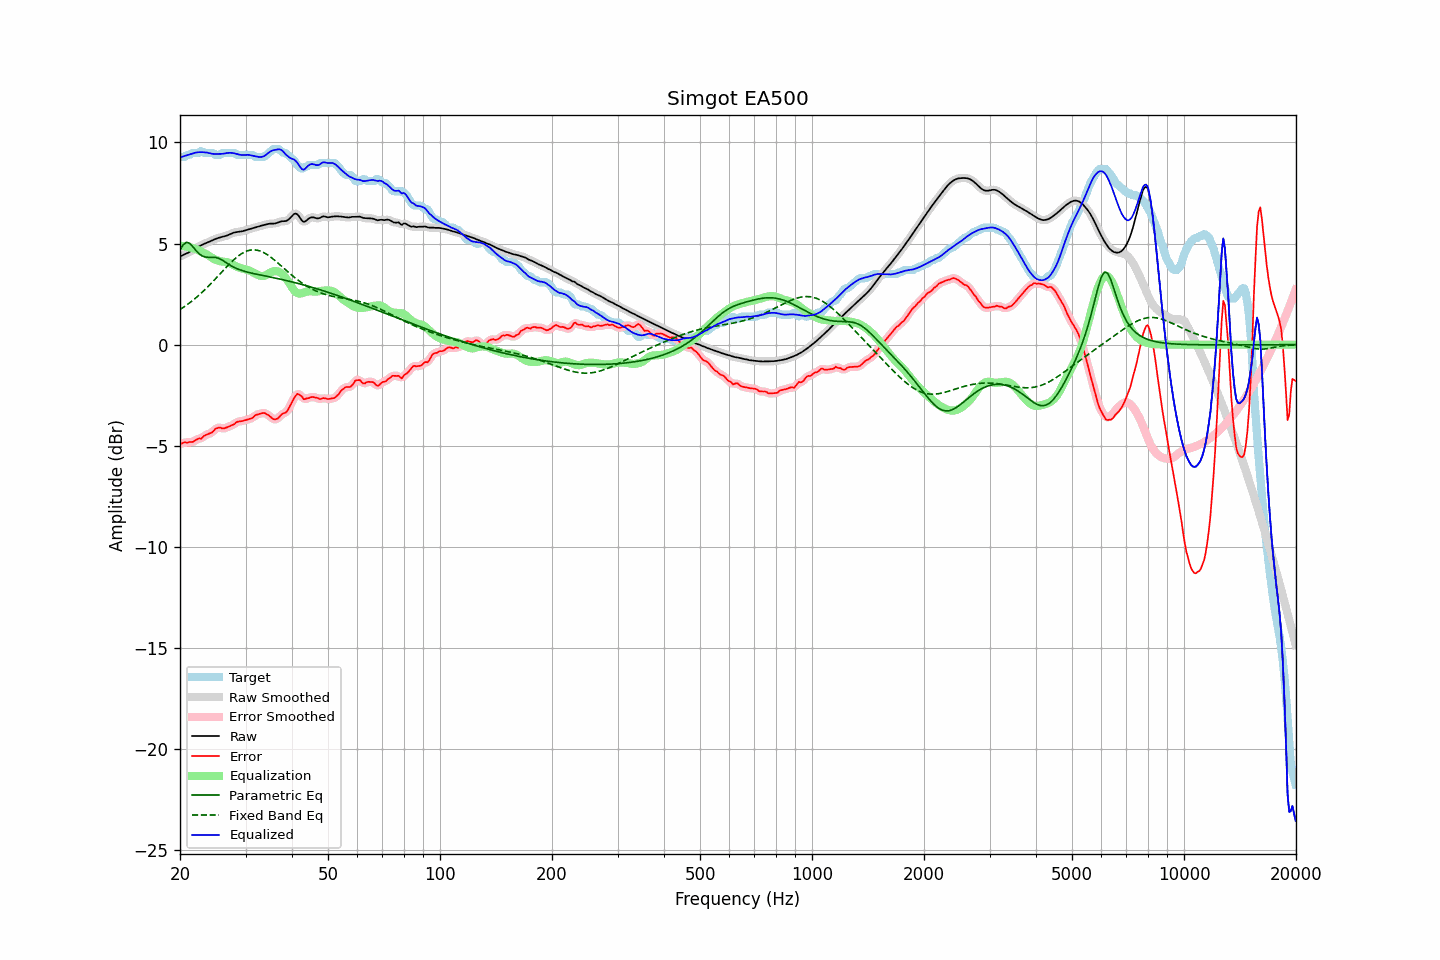 Simgot EA500
Amplitude (dBr)
10
5
0
−5
−10
−15
−20
−25
Target
Raw Smoothed
Error Smoothed
Raw
Error
Equalization
Parametric Eq
Fixed Band Eq
Equalized
20 50 100 200 500 1000 2000 5000 10000 20000
Frequency (Hz)